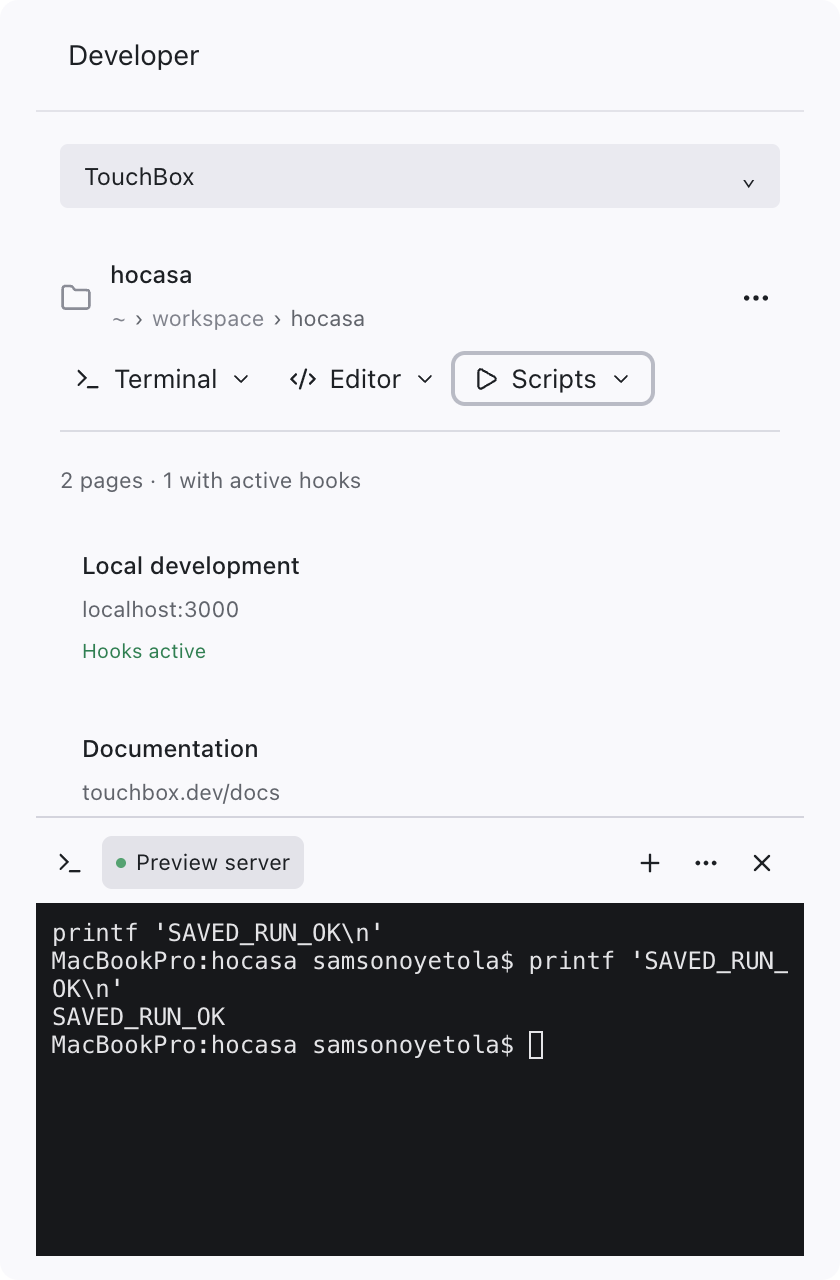 Developer
TouchBox
hocasa
~ › workspace › hocasa
Terminal
Editor
Scripts
2 pages · 1 with active hooks
Local development
localhost:3000
Hooks active
Documentation
touchbox.dev/docs
Preview server
printf 'SAVED_RUN_OK\n'
MacBookPro:hocasa samsonoyetola$ printf 'SAVED_RUN_
OK\n'
SAVED_RUN_OK
MacBookPro:hocasa samsonoyetola$